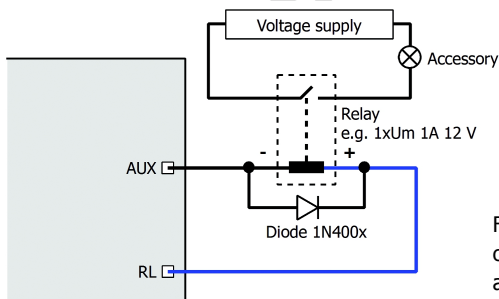 Voltage supply
Accessory
Relay
e.g. 1xUm 1A 12 V
- +
AUX
Diode 1N400x
RL